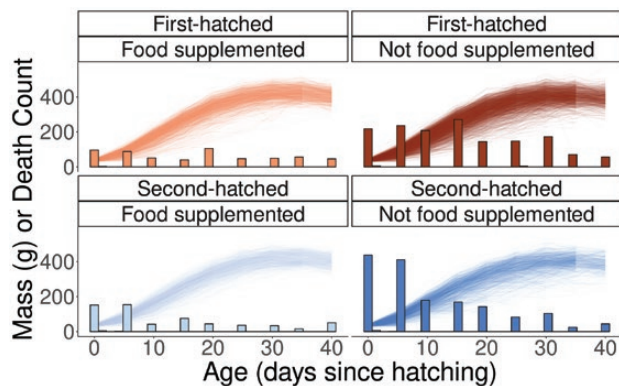 First-hatched
Food supplemented
First-hatched
Not food supplemented
400
200
0
Second-hatched
Food supplemented
Second-hatched
Not food supplemented
400
200
0
0 10 20 30 40
0 10 20 30 40
Mass (g) or Death Count
Age (days since hatching)